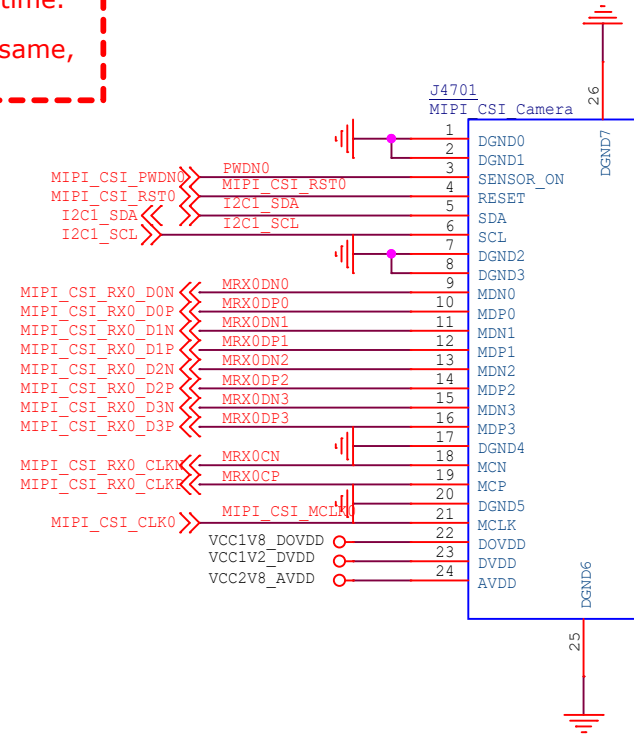 time.
same,
J4701
MIPI_CSI_Camera
26
DGND7
1 DGND0
2 DGND1
MIPI_CSI_PWDN0 PWDN0 3 SENSOR_ON
MIPI_CSI_RST0 MIPI_CSI_RST0 4 RESET
I2C1_SDA I2C1_SDA 5 SDA
I2C1_SCL I2C1_SCL 6 SCL
7 DGND2
8 DGND3
MIPI_CSI_RX0_D0N MRX0DN0 9 MDN0
MIPI_CSI_RX0_D0P MRX0DP0 10 MDP0
MIPI_CSI_RX0_D1N MRX0DN1 11 MDN1
MIPI_CSI_RX0_D1P MRX0DP1 12 MDP1
MIPI_CSI_RX0_D2N MRX0DN2 13 MDN2
MIPI_CSI_RX0_D2P MRX0DP2 14 MDP2
MIPI_CSI_RX0_D3N MRX0DN3 15 MDN3
MIPI_CSI_RX0_D3P MRX0DP3 16 MDP3
17 DGND4
MIPI_CSI_RX0_CLKN MRX0CN 18 MCN
MIPI_CSI_RX0_CLKP MRX0CP 19 MCP
20 DGND5
MIPI_CSI_CLK0 MIPI_CSI_MCLK0 21 MCLK
VCC1V8_DOVDD 22 DOVDD
VCC1V2_DVDD 23 DVDD
VCC2V8_AVDD 24 AVDD
DGND6
25